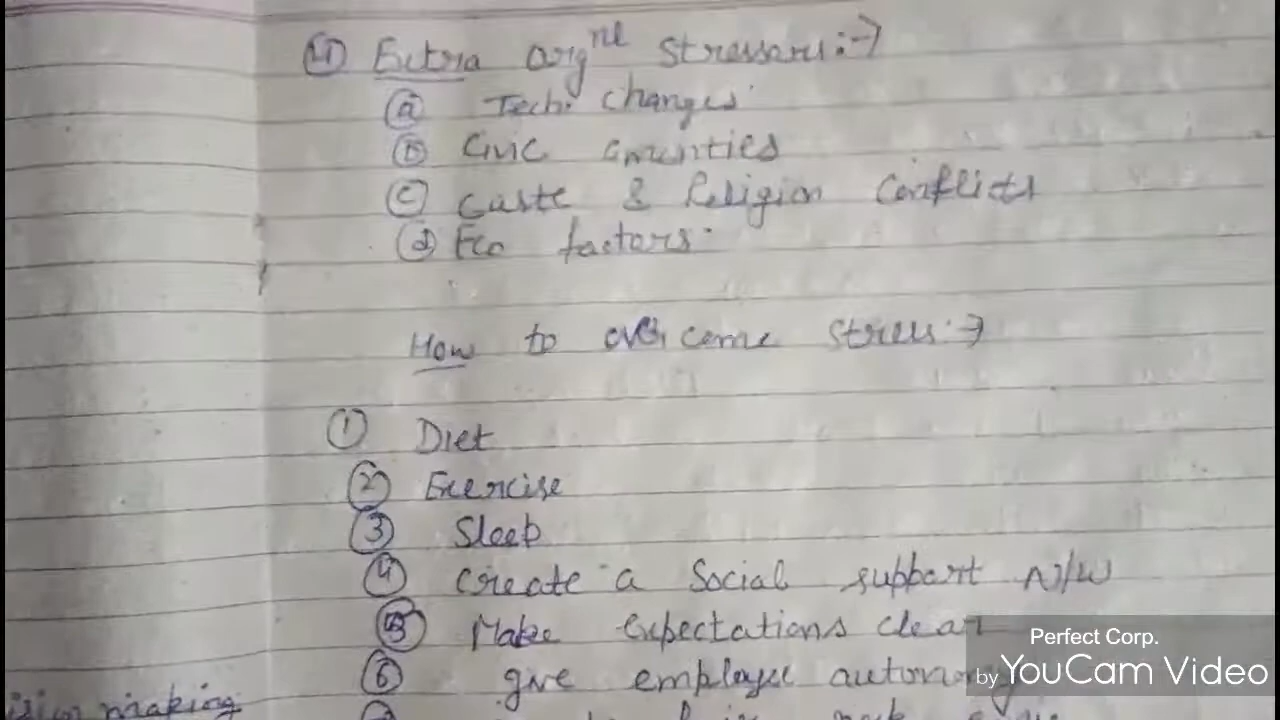 ④ Extra orgⁿˡ stressors:→
ⓐ Tech. changes
ⓑ Civic amenities
ⓒ Caste & Religion Conflicts
ⓓ Eco factors.
How to overcome stress:→
① Diet
② Exercise
③ Sleep
④ Create a Social support N/W
⑤ Make expectations clear
⑥ give employee autonomy
making
Perfect Corp.
by YouCam Video